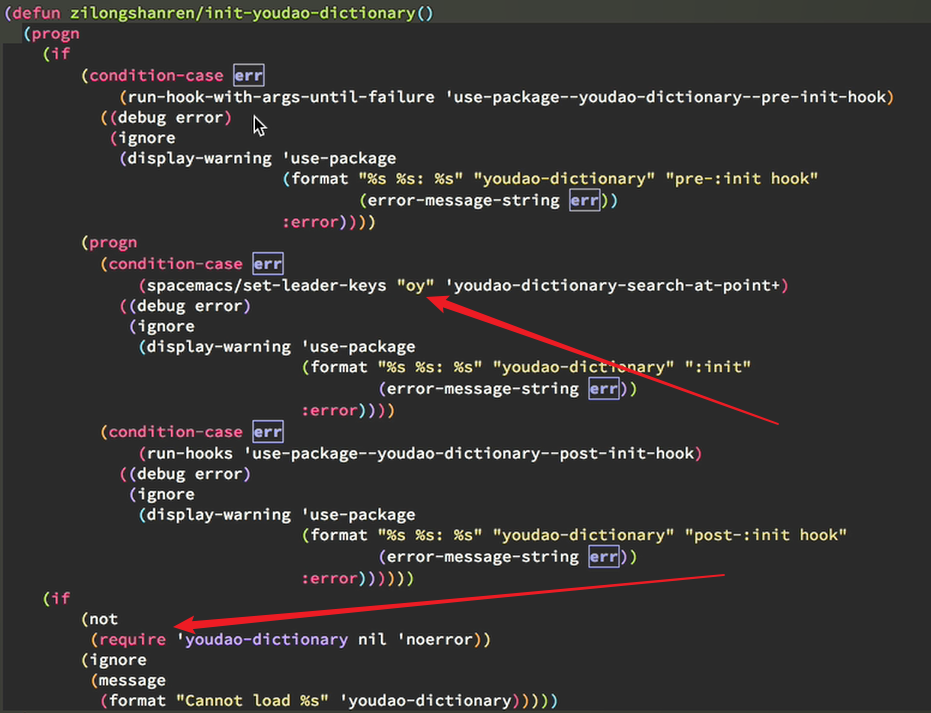 (defun zilongshanren/init-youdao-dictionary()
(progn
(if
(condition-case err
(run-hook-with-args-until-failure 'use-package--youdao-dictionary--pre-init-hook)
((debug error)
(ignore
(display-warning 'use-package
(format "%s %s: %s" "youdao-dictionary" "pre-:init hook"
(error-message-string err))
:error))))
(progn
(condition-case err
(spacemacs/set-leader-keys "oy" 'youdao-dictionary-search-at-point+)
((debug error)
(ignore
(display-warning 'use-package
(format "%s %s: %s" "youdao-dictionary" ":init"
(error-message-string err))
:error))))
(condition-case err
(run-hooks 'use-package--youdao-dictionary--post-init-hook)
((debug error)
(ignore
(display-warning 'use-package
(format "%s %s: %s" "youdao-dictionary" "post-:init hook"
(error-message-string err))
:error))))))
(if
(not
(require 'youdao-dictionary nil 'noerror))
(ignore
(message
(format "Cannot load %s" 'youdao-dictionary)))))